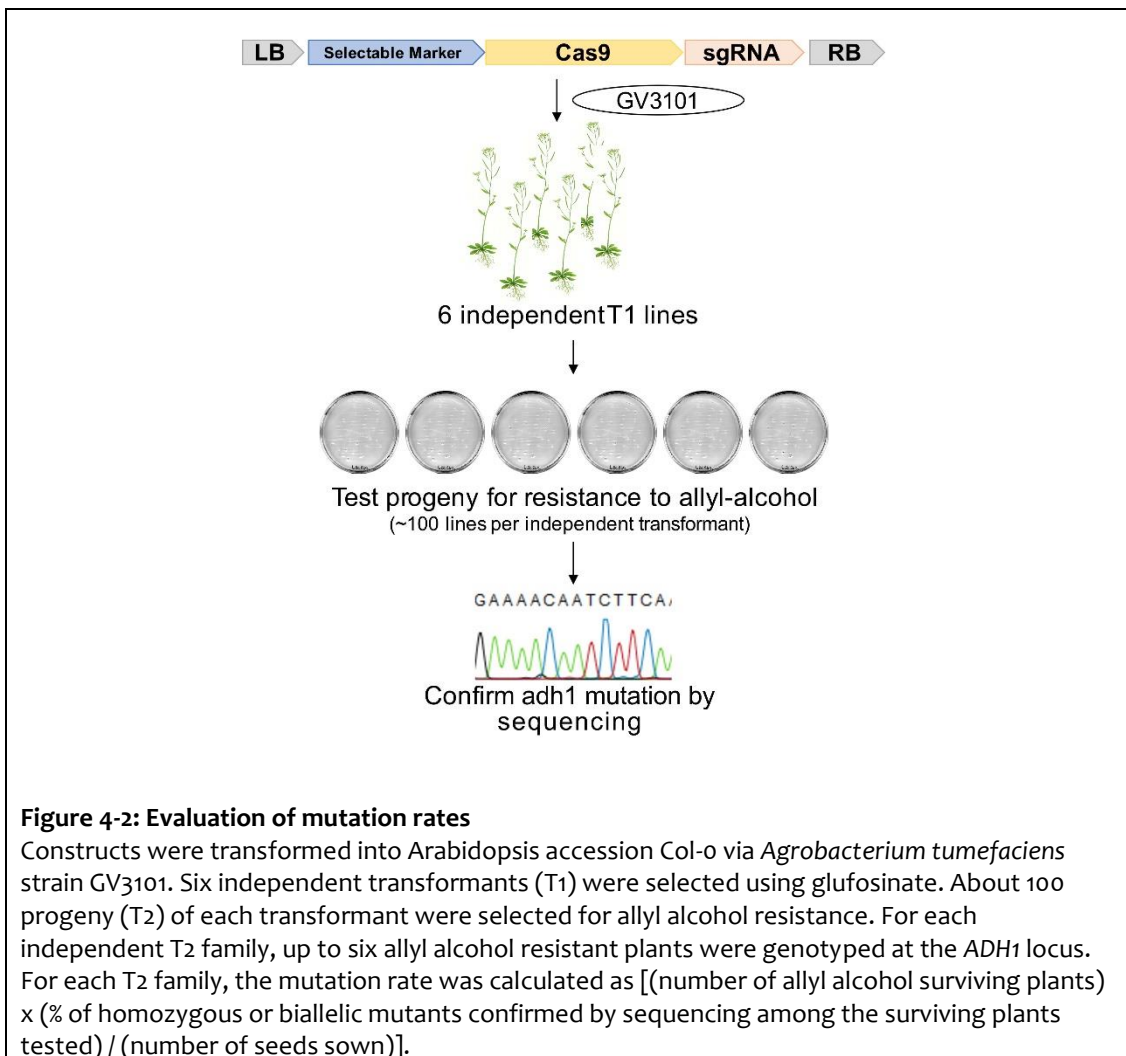 LB Selectable Marker Cas9 sgRNA RB
GV3101
6 independent T1 lines
Test progeny for resistance to allyl-alcohol
(~100 lines per independent transformant)
GAAAACAATCTTCA
Confirm adh1 mutation by
sequencing
Figure 4-2: Evaluation of mutation rates
Constructs were transformed into Arabidopsis accession Col-0 via Agrobacterium tumefaciens
strain GV3101. Six independent transformants (T1) were selected using glufosinate. About 100
progeny (T2) of each transformant were selected for allyl alcohol resistance. For each
independent T2 family, up to six allyl alcohol resistant plants were genotyped at the ADH1 locus.
For each T2 family, the mutation rate was calculated as [(number of allyl alcohol surviving plants)
x (% of homozygous or biallelic mutants confirmed by sequencing among the surviving plants
tested) / (number of seeds sown)].